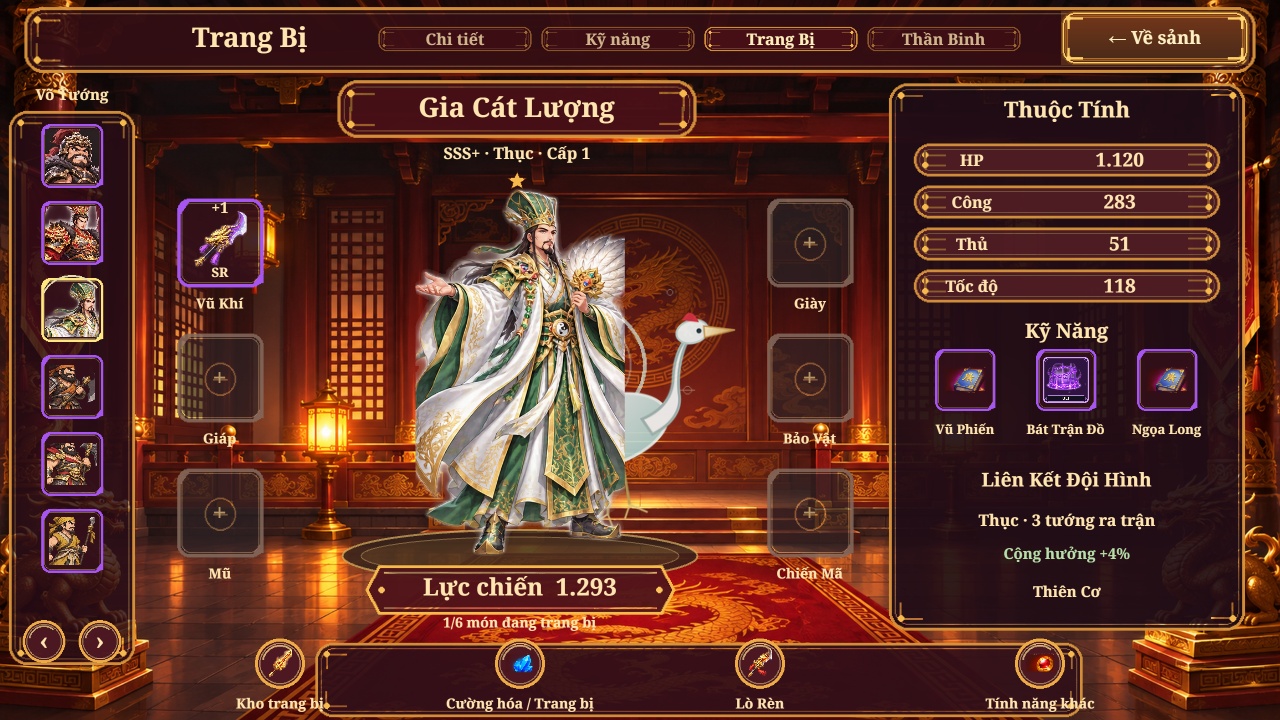 Trang Bị
Chi tiết
Kỹ năng
Trang Bị
Thần Binh
← Về sảnh
Võ Tướng
Gia Cát Lượng
SSS+ · Thục · Cấp 1
+1
SR
Vũ Khí
Giáp
Mũ
Giày
Bảo Vật
Chiến Mã
Lực chiến 1.293
1/6 món đang trang bị
Thuộc Tính
HP 1.120
Công 283
Thủ 51
Tốc độ 118
Kỹ Năng
Vũ Phiến
Bát Trận Đồ
Ngọa Long
Liên Kết Đội Hình
Thục · 3 tướng ra trận
Cộng hưởng +4%
Thiên Cơ
Kho trang bị
Cường hóa / Trang bị
Lò Rèn
Tính năng khác